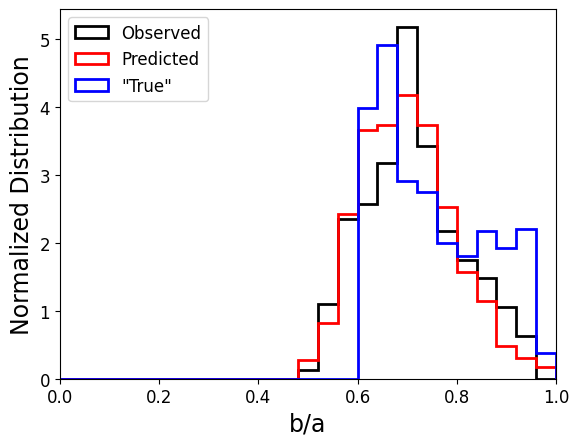 Observed
Predicted
"True"
Normalized Distribution
5
4
3
2
1
0
0.0 0.2 0.4 0.6 0.8 1.0
b/a